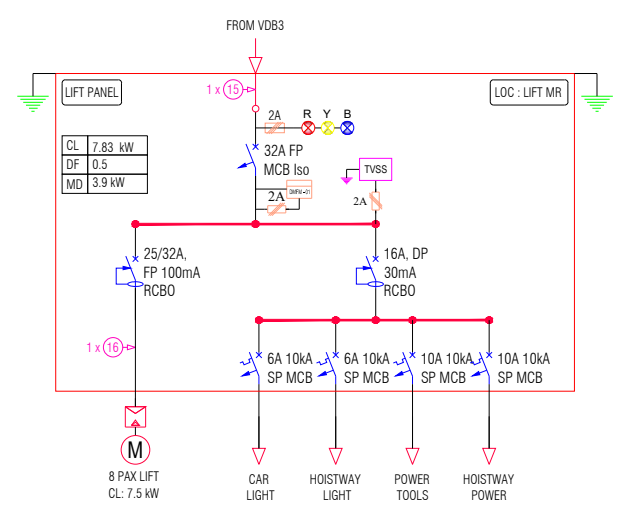 FROM VDB3
LIFT PANEL
1 x 15
LOC : LIFT MR
2A
R Y B
CL 7.83 kW
DF 0.5
MD 3.9 kW
32A FP
MCB Iso
TVSS
2A
2A
25/32A,
FP 100mA
RCBO
16A, DP
30mA
RCBO
1 x 16
6A 10kA
SP MCB
6A 10kA
SP MCB
10A 10kA
SP MCB
10A 10kA
SP MCB
M
8 PAX LIFT
CL: 7.5 kW
CAR
LIGHT
HOISTWAY
LIGHT
POWER
TOOLS
HOISTWAY
POWER